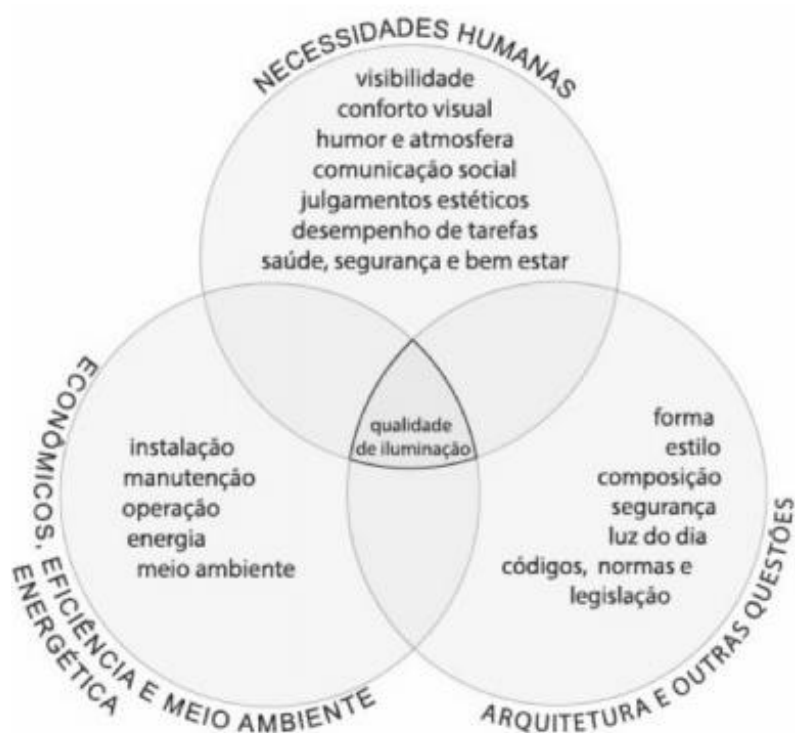 NECESSIDADES HUMANAS
visibilidade
conforto visual
humor e atmosfera
comunicação social
julgamentos estéticos
desempenho de tarefas
saúde, segurança e bem estar
qualidade
de iluminação
ECONÔMICOS, EFICIÊNCIA E MEIO AMBIENTE
ENERGÉTICA
instalação
manutenção
operação
energia
meio ambiente
forma
estilo
composição
segurança
luz do dia
códigos, normas e
legislação
ARQUITETURA E OUTRAS QUESTÕES